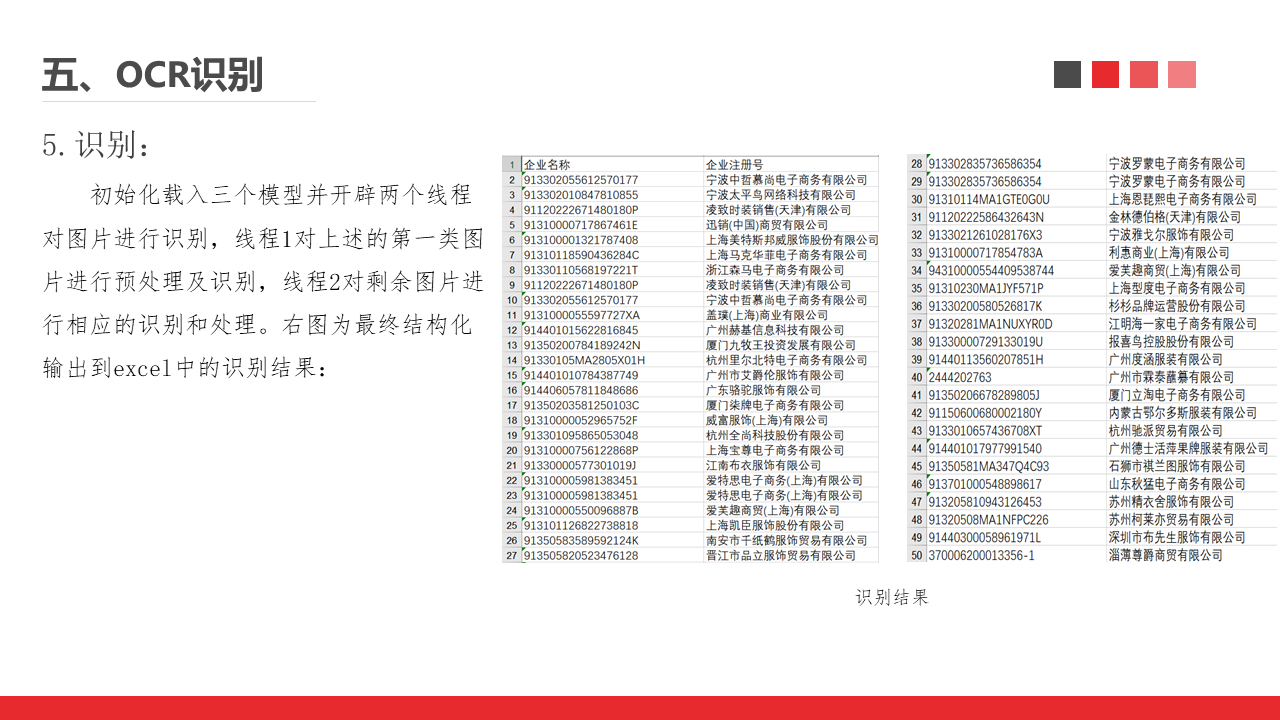 五、OCR识别
5.识别：
初始化载入三个模型并开辟两个线程
对图片进行识别，线程1对上述的第一类图
片进行预处理及识别，线程2对剩余图片进
行相应的识别和处理。右图为最终结构化
输出到excel中的识别结果：
1 企业名称 企业注册号
2 913302055612570177 宁波中哲慕尚电子商务有限公司
3 913302010847810855 宁波太平鸟网络科技有限公司
4 91120222671480180P 凌致时装销售(天津)有限公司
5 91310000717867461E 迅销(中国)商贸有限公司
6 913100001321787408 上海美特斯邦威服饰股份有限公司
7 91310118590436284C 上海马克华菲电子商务有限公司
8 91330110568197221T 浙江森马电子商务有限公司
9 91120222671480180P 凌致时装销售(天津)有限公司
10 913302055612570177 宁波中哲慕尚电子商务有限公司
11 9131000055597727XA 盖璞(上海)商业有限公司
12 914401015622816845 广州赫基信息科技有限公司
13 91350200784189242N 厦门九牧王投资发展有限公司
14 91330105MA2805X01H 杭州里尔北特电子商务有限公司
15 914401010784387749 广州市艾爵伦服饰有限公司
16 914406057811848686 广东骆驼服饰有限公司
17 91350203581250103C 厦门柒牌电子商务有限公司
18 91310000052965752F 威富服饰(上海)有限公司
19 913301095865053048 杭州全尚科技股份有限公司
20 91310000756122868P 上海宝尊电子商务有限公司
21 91330000577301019J 江南布衣服饰有限公司
22 913100005981383451 爱特思电子商务(上海)有限公司
23 913100005981383451 爱特思电子商务(上海)有限公司
24 91310000550096887B 爱芙趣商贸(上海)有限公司
25 913101126822738818 上海凯臣服饰股份有限公司
26 91350583589592124K 南安市千纸鹤服饰贸易有限公司
27 913505820523476128 晋江市品立服饰贸易有限公司
28 913302835736586354 宁波罗蒙电子商务有限公司
29 913302835736586354 宁波罗蒙电子商务有限公司
30 91310114MA1GTE0G0U 上海恩琵熙电子商务有限公司
31 91120222586432643N 金林德伯格(天津)有限公司
32 9133021261028176X3 宁波雅戈尔服饰有限公司
33 91310000717854783A 利惠商业(上海)有限公司
34 94310000554409538744 爱芙趣商贸(上海)有限公司
35 91310230MA1JYF571P 上海型度电子商务有限公司
36 91330200580526817K 杉杉品牌运营股份有限公司
37 91320281MA1NUXYR0D 江明海一家电子商务有限公司
38 91330000729133019U 报喜鸟控股股份有限公司
39 91440113560207851H 广州度涵服装有限公司
40 2444202763 广州市霖泰蘸纂有限公司
41 91350206678289805J 厦门立淘电子商务有限公司
42 91150600680002180Y 内蒙古鄂尔多斯服装有限公司
43 9133010657436708XT 杭州驰派贸易有限公司
44 914401017977991540 广州德士活萍果牌服装有限公司
45 91350581MA347Q4C93 石狮市祺兰图服饰有限公司
46 913701000548898617 山东秋猛电子商务有限公司
47 913205810943126453 苏州精衣舍服饰有限公司
48 91320508MA1NFPC226 苏州柯莱亦贸易有限公司
49 91440300058961971L 深圳市布先生服饰有限公司
50 370006200013356-1 淄薄尊爵商贸有限公司
识别结果